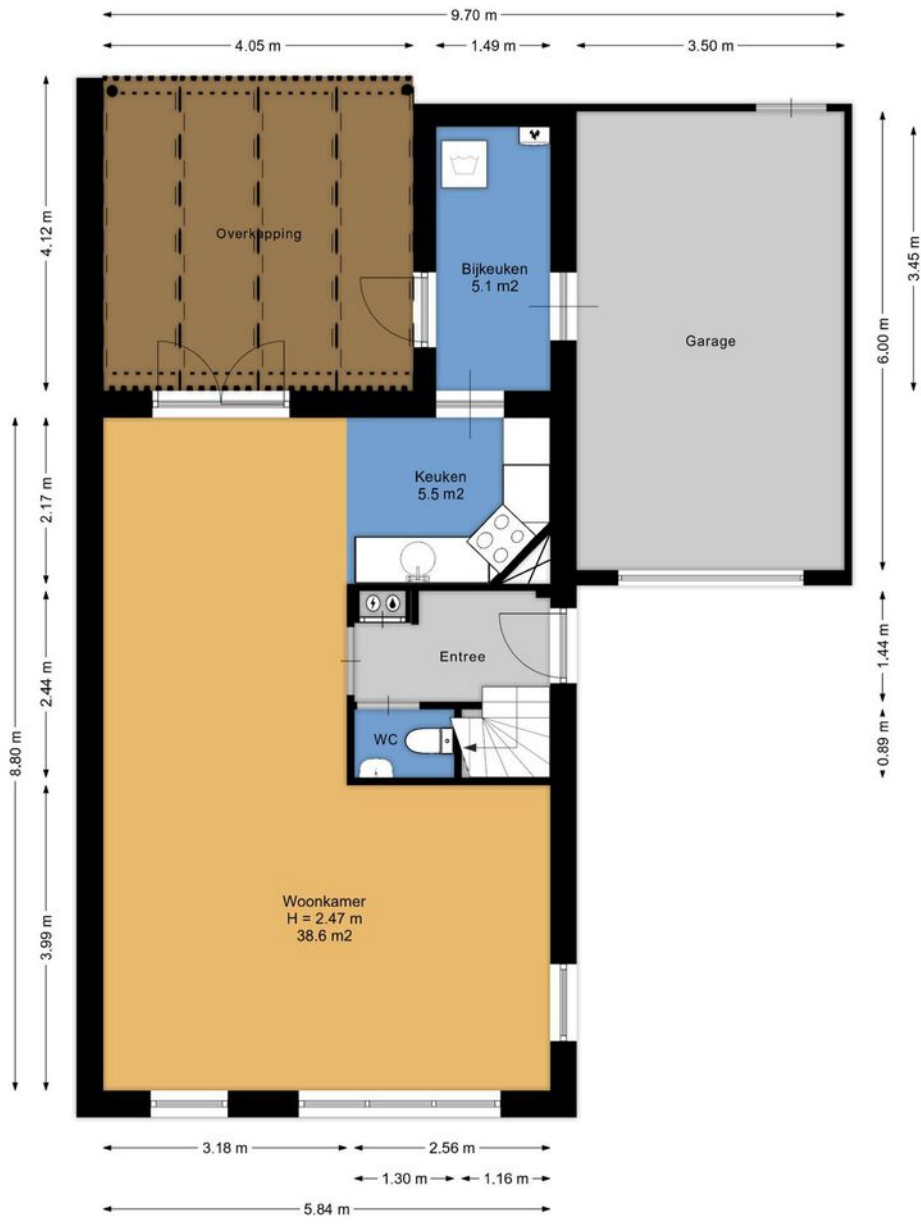 9.70 m
4.05 m
1.49 m
3.50 m
4.12 m
3.45 m
Overkapping
Bijkeuken
5.1 m2
6.00 m
Garage
2.17 m
Keuken
5.5 m2
8.80 m
2.44 m
Entree
1.44 m
WC
0.89 m
Woonkamer
H = 2.47 m
38.6 m2
3.99 m
3.18 m
2.56 m
1.30 m
1.16 m
5.84 m